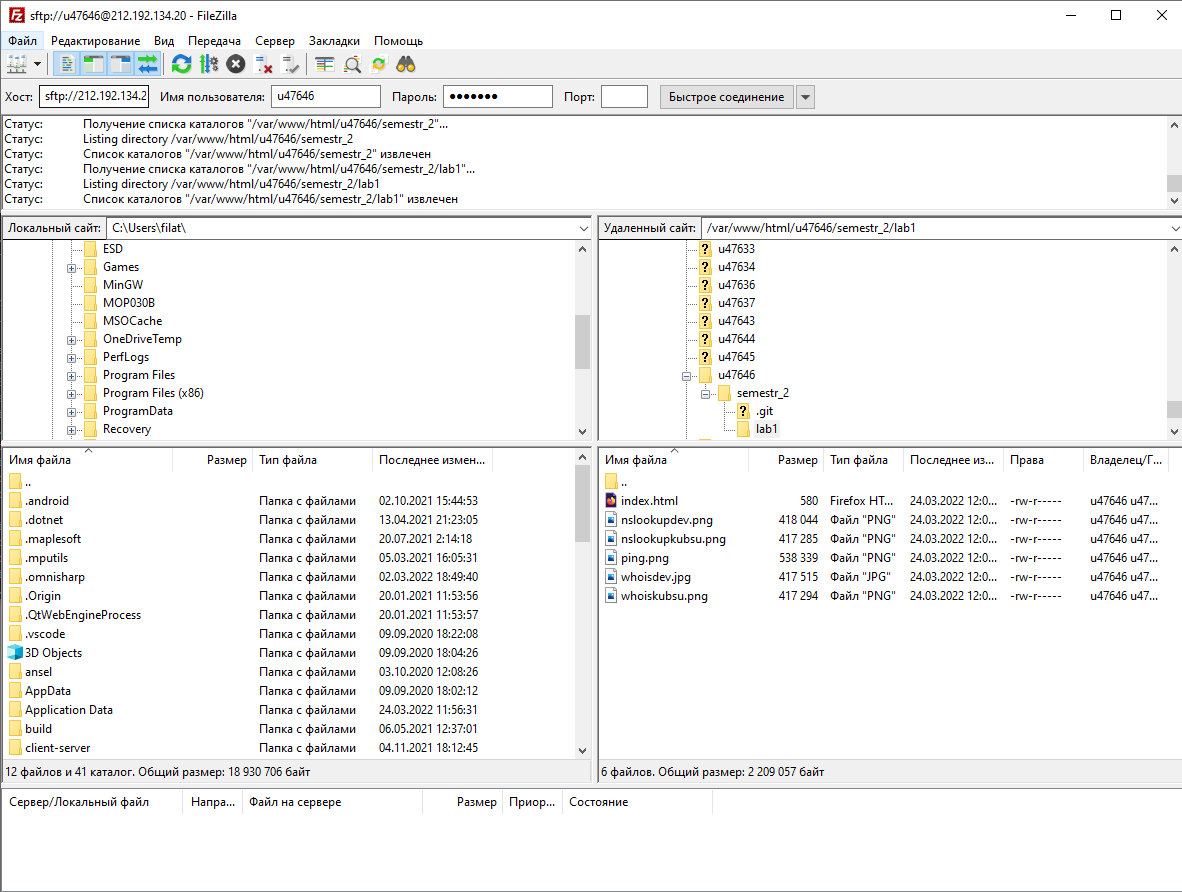 sftp://u47646@212.192.134.20 - FileZilla
Файл Редактирование Вид Передача Сервер Закладки Помощь
Хост: sftp://212.192.134.2 Имя пользователя: u47646 Пароль: ●●●●●●● Порт: Быстрое соединение
Статус: Получение списка каталогов "/var/www/html/u47646/semestr_2"...
Статус: Listing directory /var/www/html/u47646/semestr_2
Статус: Список каталогов "/var/www/html/u47646/semestr_2" извлечен
Статус: Получение списка каталогов "/var/www/html/u47646/semestr_2/lab1"...
Статус: Listing directory /var/www/html/u47646/semestr_2/lab1
Статус: Список каталогов "/var/www/html/u47646/semestr_2/lab1" извлечен
Локальный сайт: C:\Users\filat\
ESD
Games
MinGW
MOP030B
MSOCache
OneDriveTemp
PerfLogs
Program Files
Program Files (x86)
ProgramData
Recovery
Имя файла Размер Тип файла Последнее измен...
..
.android Папка с файлами 02.10.2021 15:44:53
.dotnet Папка с файлами 13.04.2021 21:23:05
.maplesoft Папка с файлами 20.07.2021 2:14:18
.mputils Папка с файлами 05.03.2021 16:05:31
.omnisharp Папка с файлами 02.03.2022 18:49:40
.Origin Папка с файлами 20.01.2021 11:53:56
.QtWebEngineProcess Папка с файлами 20.01.2021 11:53:57
.vscode Папка с файлами 09.09.2020 18:22:08
3D Objects Папка с файлами 09.09.2020 18:04:26
ansel Папка с файлами 03.10.2020 12:08:26
AppData Папка с файлами 09.09.2020 18:02:12
Application Data Папка с файлами 24.03.2022 11:56:31
build Папка с файлами 06.05.2021 12:37:01
client-server Папка с файлами 04.11.2021 18:12:45
12 файлов и 41 каталог. Общий размер: 18 930 706 байт
Удаленный сайт: /var/www/html/u47646/semestr_2/lab1
u47633
u47634
u47636
u47637
u47643
u47644
u47645
u47646
semestr_2
.git
lab1
Имя файла Размер Тип файла Последнее из... Права Владелец/Г...
..
index.html 580 Firefox HT... 24.03.2022 12:0... -rw-r----- u47646 u47...
nslookupdev.png 418 044 Файл "PNG" 24.03.2022 12:0... -rw-r----- u47646 u47...
nslookupkubsu.png 417 285 Файл "PNG" 24.03.2022 12:0... -rw-r----- u47646 u47...
ping.png 538 339 Файл "PNG" 24.03.2022 12:0... -rw-r----- u47646 u47...
whoisdev.jpg 417 515 Файл "JPG" 24.03.2022 12:0... -rw-r----- u47646 u47...
whoiskubsu.png 417 294 Файл "PNG" 24.03.2022 12:0... -rw-r----- u47646 u47...
6 файлов. Общий размер: 2 209 057 байт
Сервер/Локальный файл Напра... Файл на сервере Размер Приор... Состояние